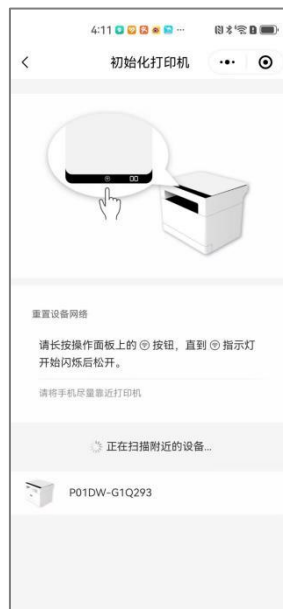 4:11
初始化打印机
重置设备网络
请长按操作面板上的 按钮，直到 指示灯
开始闪烁后松开。
请将手机尽量靠近打印机
正在扫描附近的设备...
P01DW-G1Q293